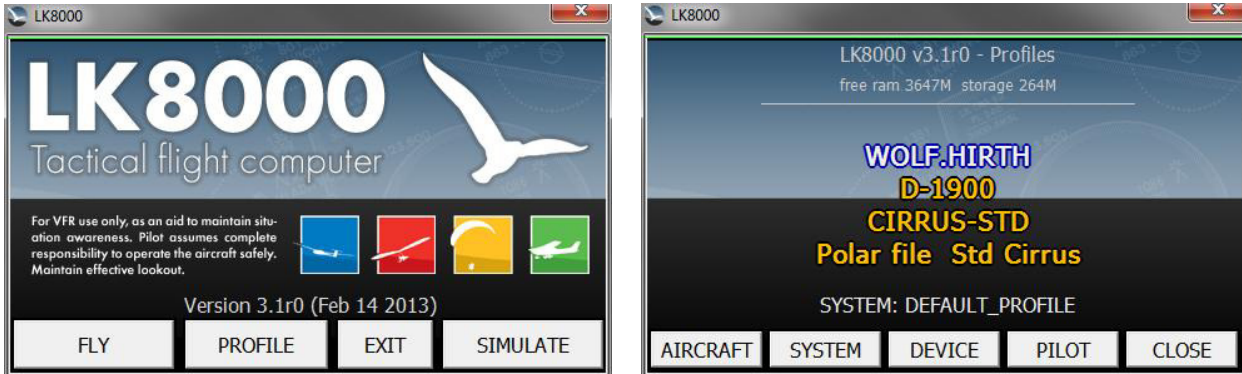 LK8000
LK8000
Tactical flight computer
For VFR use only, as an aid to maintain situ-
ation awareness. Pilot assumes complete
responsibility to operate the aircraft safely.
Maintain effective lookout.
Version 3.1r0 (Feb 14 2013)
FLY PROFILE EXIT SIMULATE
LK8000
LK8000 v3.1r0 - Profiles
free ram 3647M storage 264M
WOLF.HIRTH
D-1900
CIRRUS-STD
Polar file Std Cirrus
SYSTEM: DEFAULT_PROFILE
AIRCRAFT SYSTEM DEVICE PILOT CLOSE